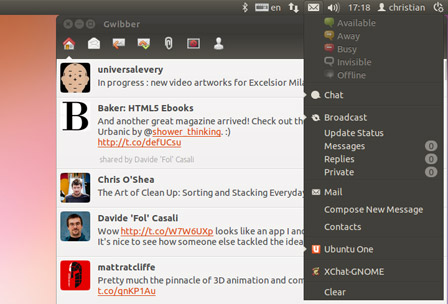 en
17:18
christian
Gwibber
Available
Away
Busy
Invisible
Offline
Chat
Broadcast
Update Status
Messages 0
Replies 0
Private 0
Mail
Compose New Message
Contacts
Ubuntu One
XChat-GNOME
Clear
universalevery
In progress : new video artworks for Excelsior Mila
Baker: HTML5 Ebooks
And another great magazine arrived! Check out the
Urbanic by @shower_thinking. :)
http://t.co/defUCsu
shared by Davide 'Fol' Casali
Chris O'Shea
The Art of Clean Up: Sorting and Stacking Everyday
Davide 'Fol' Casali
Wow http://t.co/W7W6UXp looks like an app I
It's nice to see how someone else tackled the idea
mattratcliffe
Pretty much the pinnacle of 3D animation and
t.co/qnKP1Au